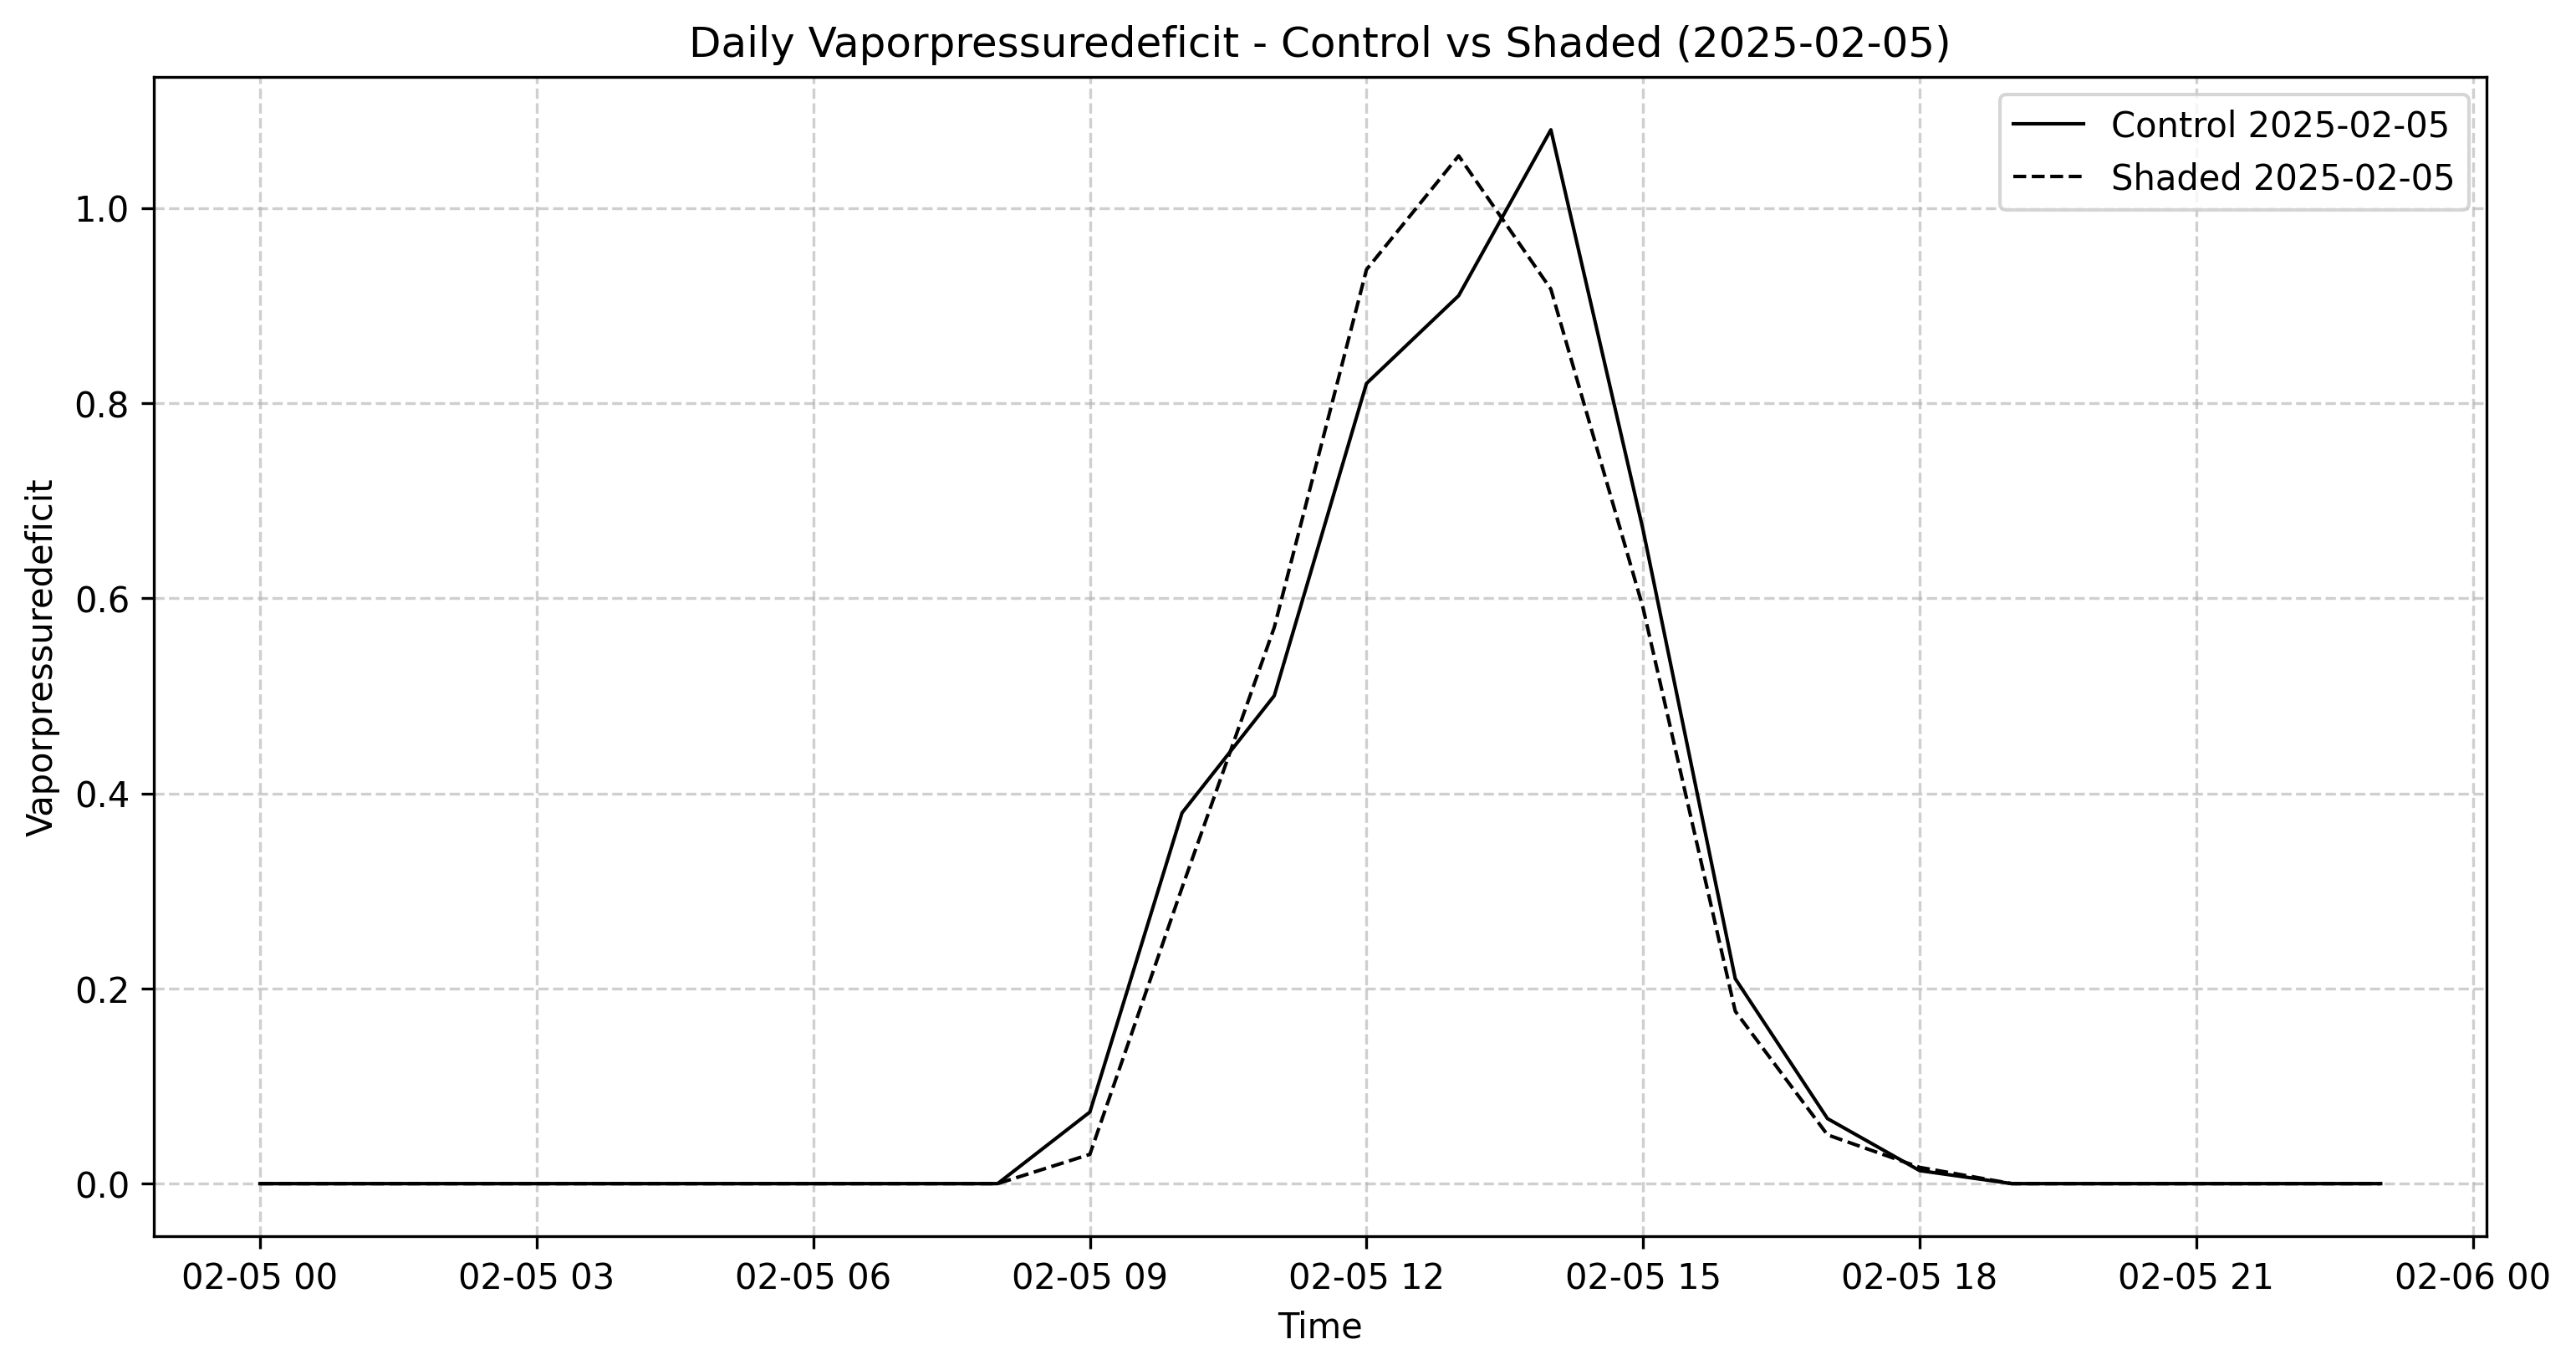 Daily Vaporpressuredeficit - Control vs Shaded (2025-02-05)
Control 2025-02-05
Shaded 2025-02-05
Vaporpressuredeficit
1.0
0.8
0.6
0.4
0.2
0.0
02-05 00 02-05 03 02-05 06 02-05 09 02-05 12 02-05 15 02-05 18 02-05 21 02-06 00
Time